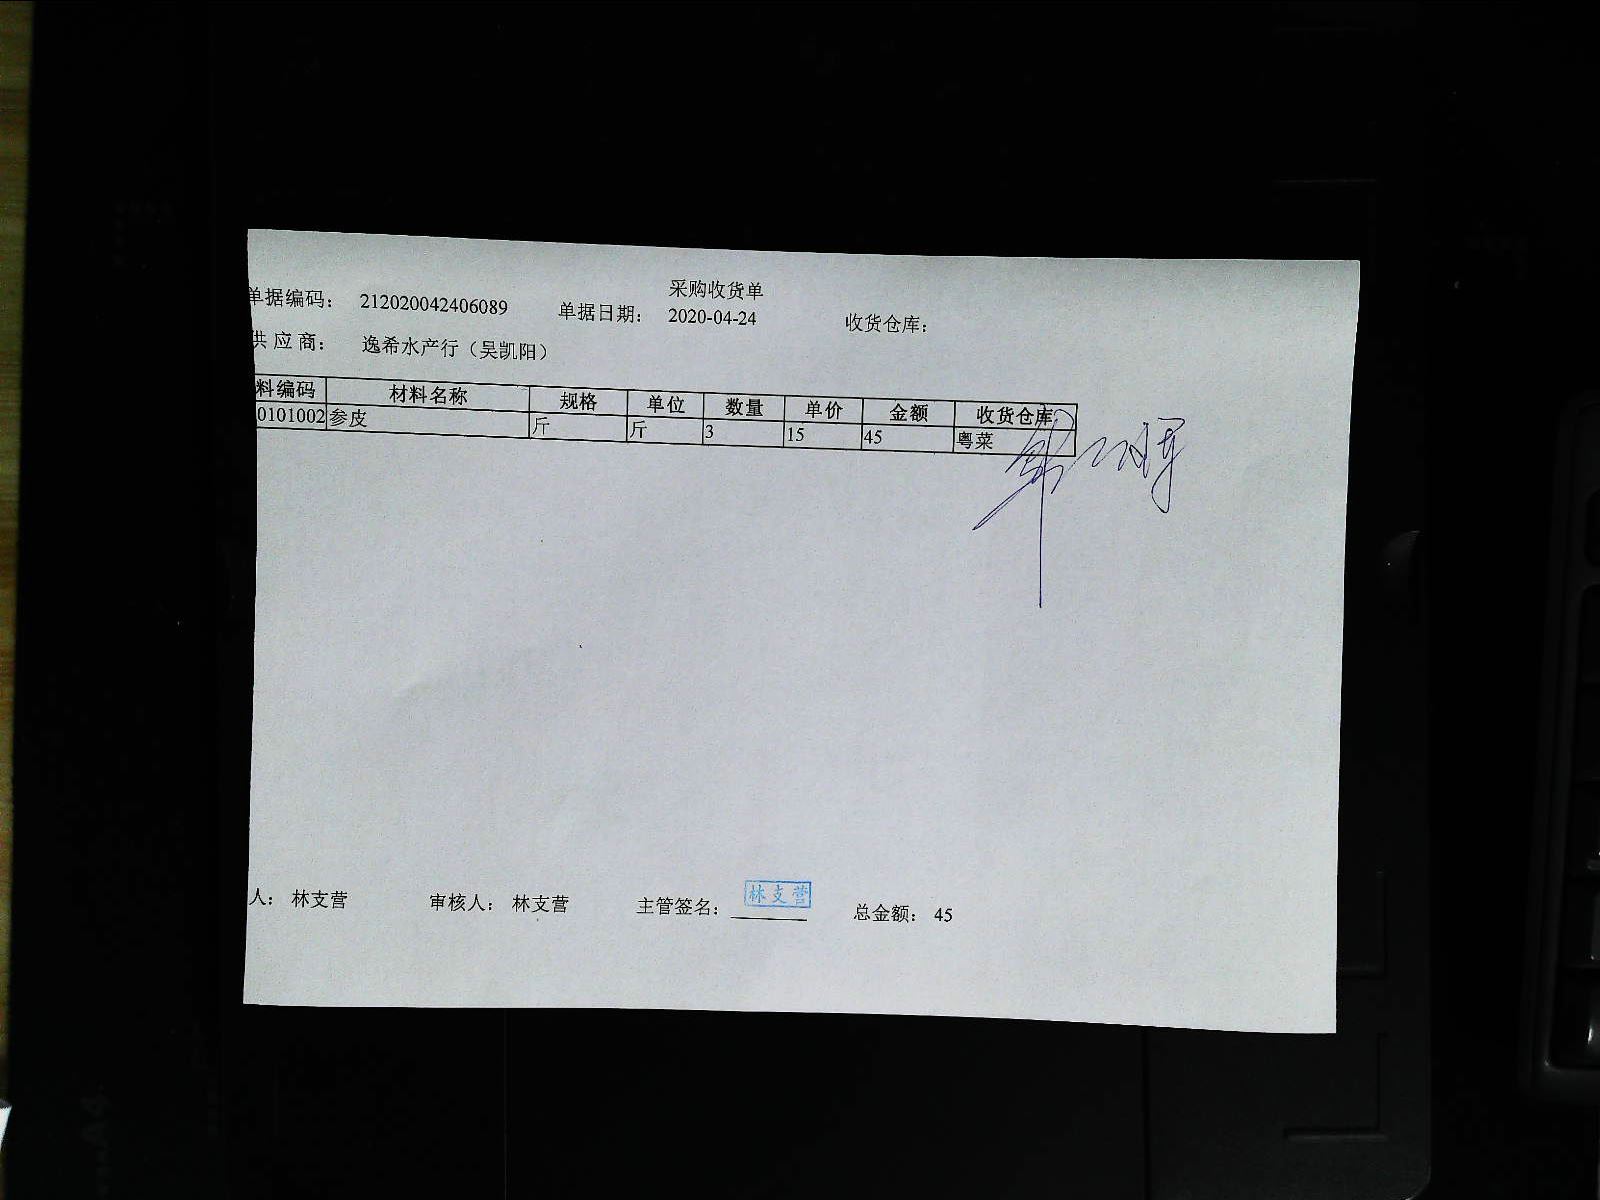 采购收货单
单据编码： 212020042406089 单据日期： 2020-04-24 收货仓库：
供 应 商： 逸希水产行（吴凯阳）
料编码 材料名称 规格 单位 数量 单价 金额 收货仓库
0101002 参皮 斤 斤 3 15 45 粤菜
人： 林支营 审核人： 林支营 主管签名： 林支营 总金额： 45